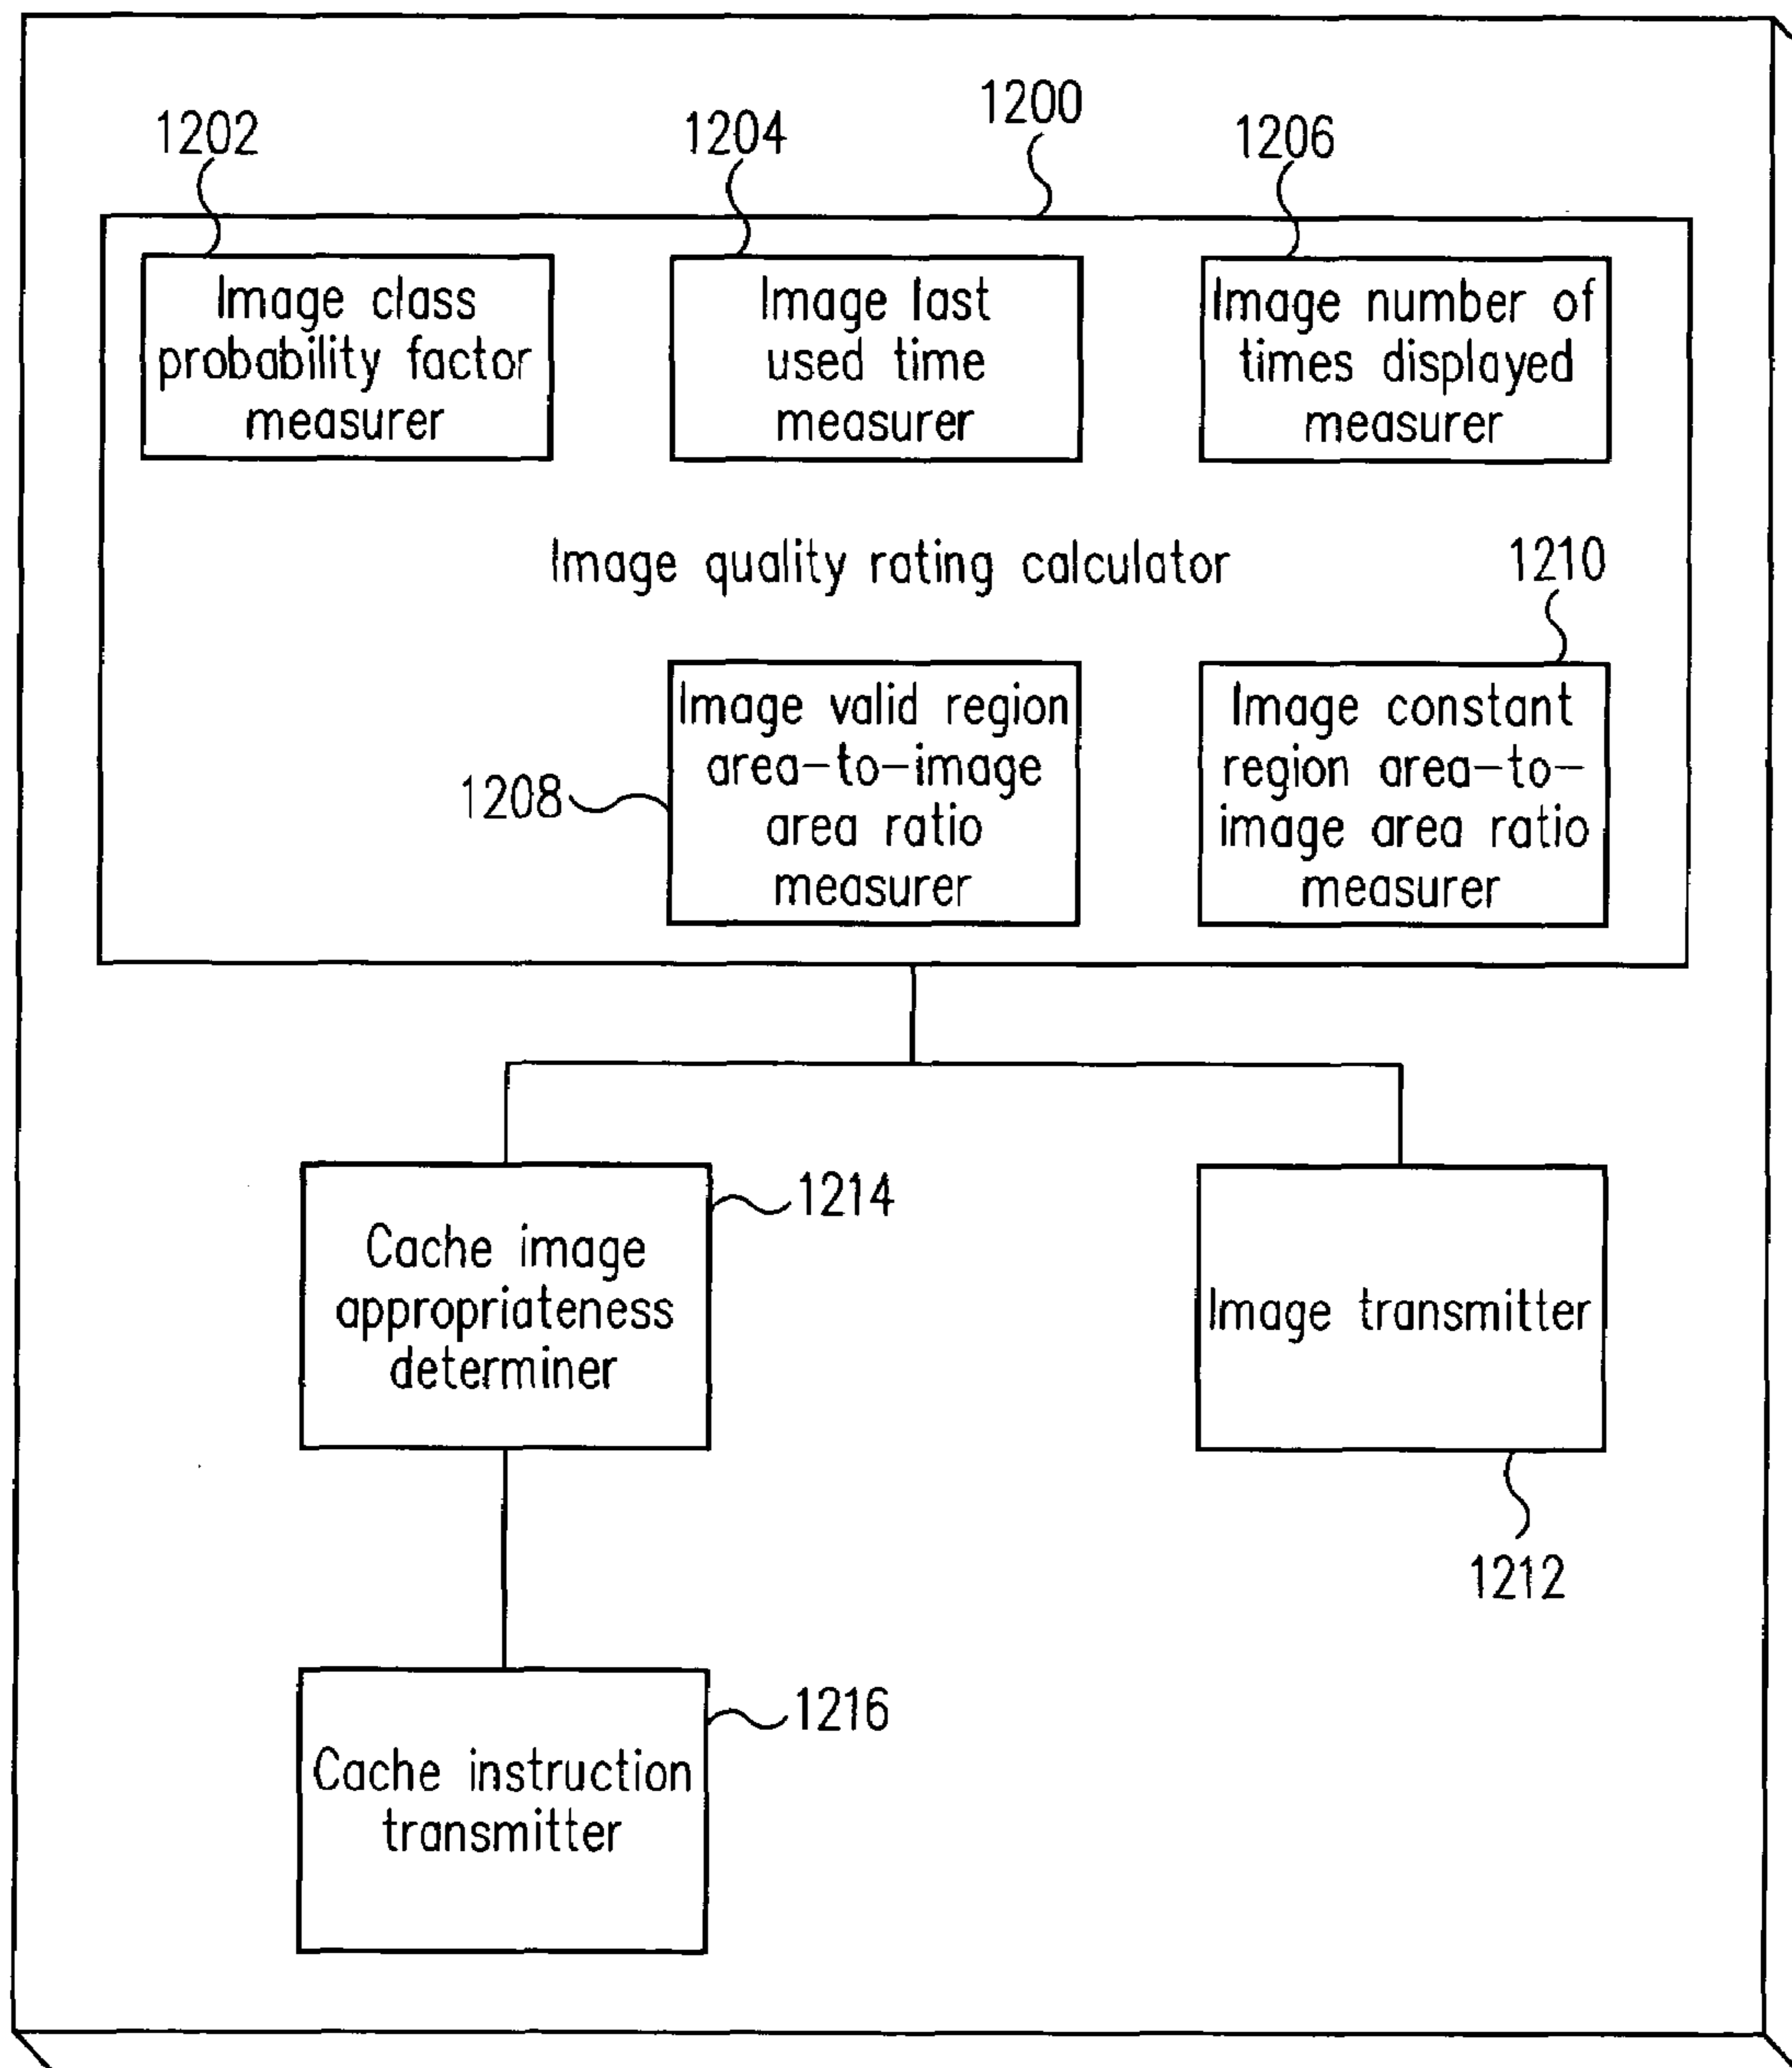 1200
1202
1204
1206
Image class
probability factor
measurer
Image last
used time
measurer
Image number of
times displayed
measurer
Image quality rating calculator
1210
Image valid region
area-to-image
area ratio
measurer
1208
Image constant
region area-to-
image area ratio
measurer
1214
Cache image
appropriateness
determiner
Image transmitter
1212
1216
Cache instruction
transmitter